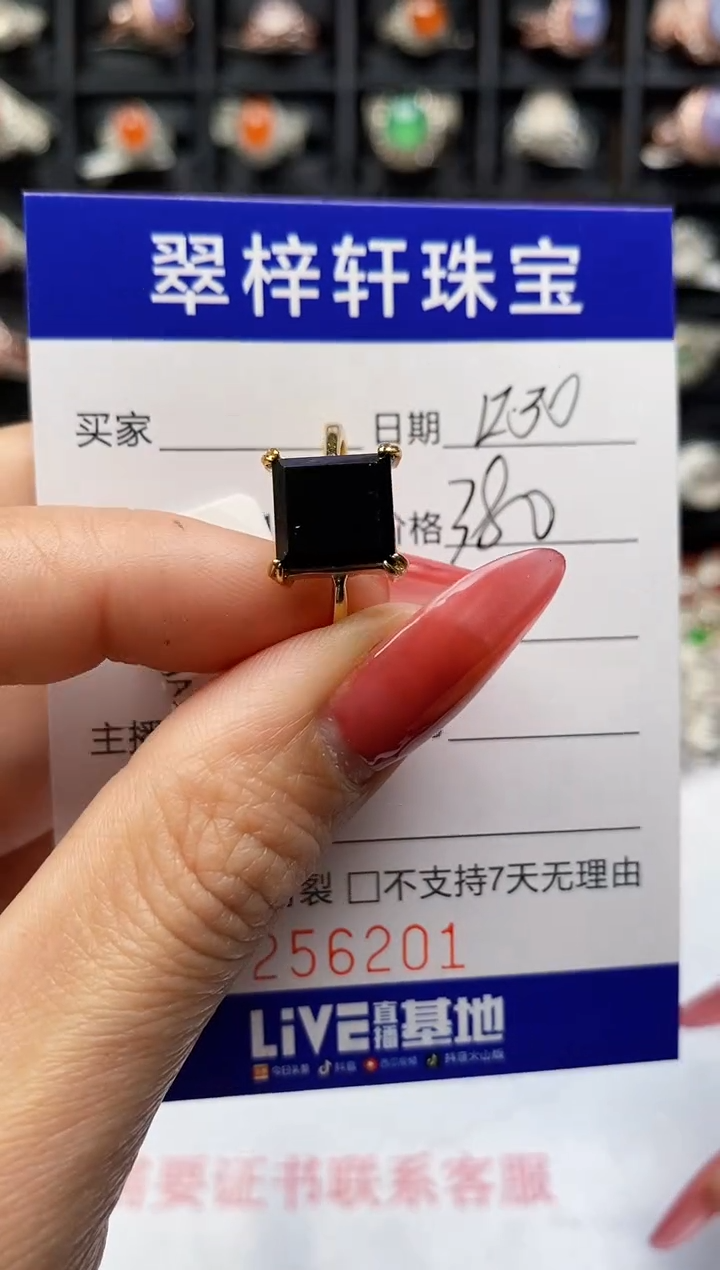 翠梓轩珠宝
买家 日期 12.30
价格 380
主播
裂 □不支持7天无理由
256201
LiVE直播基地
今日头条 抖音 西瓜视频 抖音火山版
需要证书联系客服